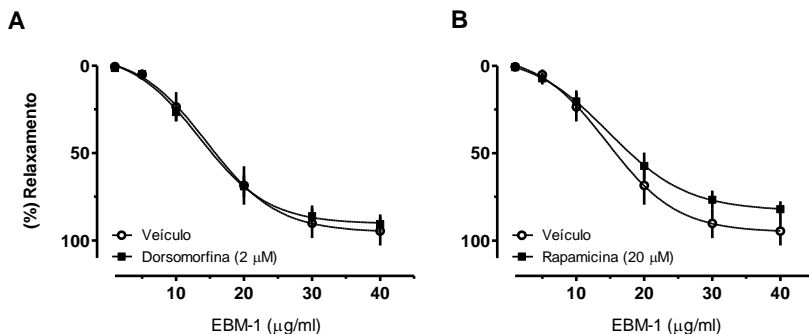 A
(%) Relaxamento
0
50
100
Veículo
Dorsomorfina (2 μM)
10 20 30 40
EBM-1 (μg/ml)
B
0
50
100
Veículo
Rapamicina (20 μM)
10 20 30 40
EBM-1 (μg/ml)